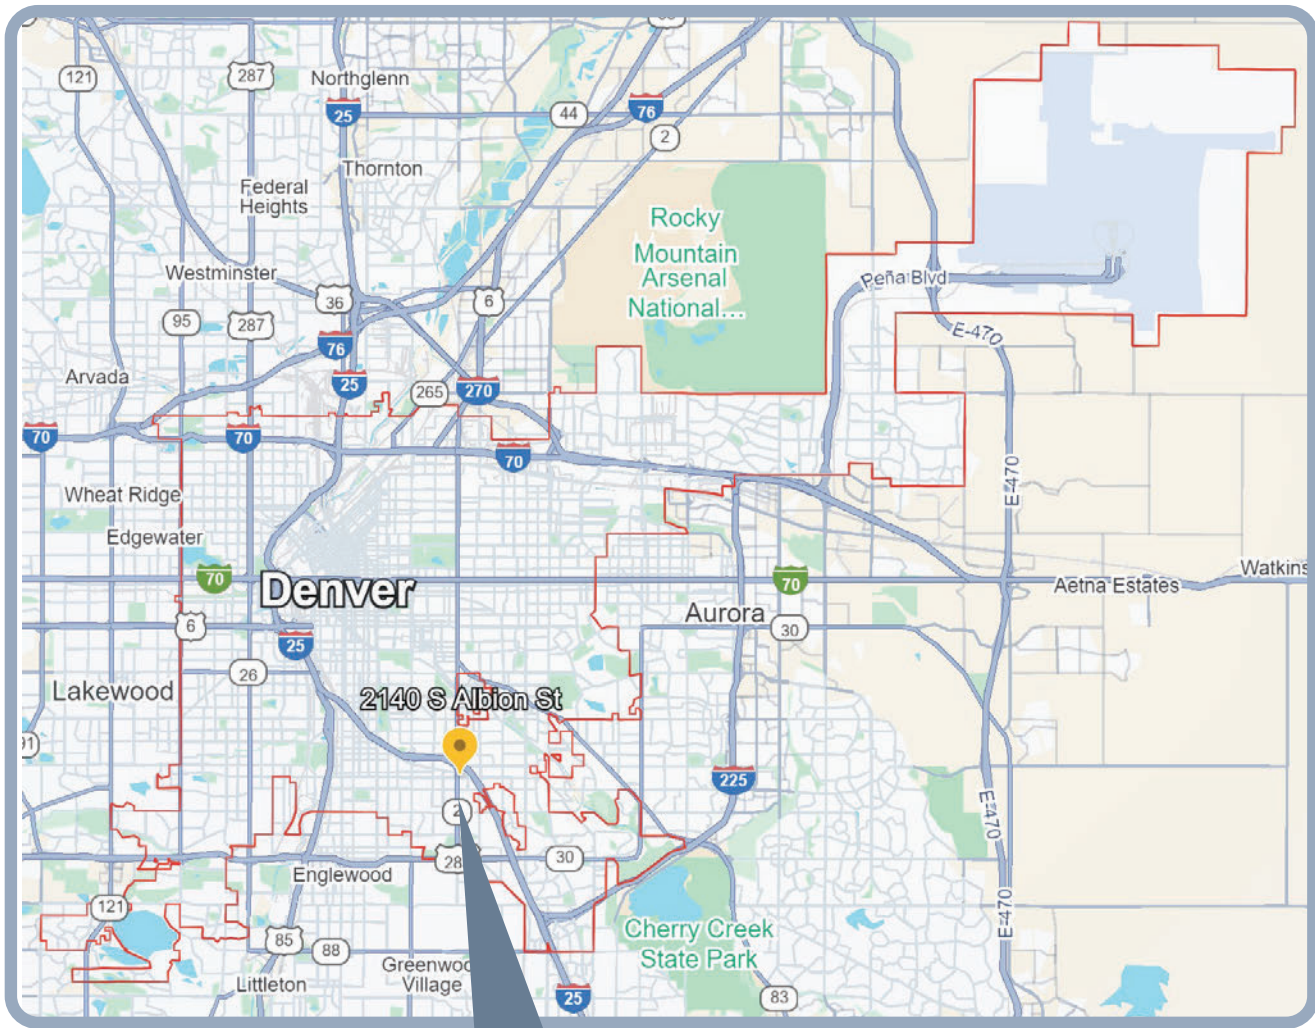 121
287
Northglenn
25
44
76
2
Thornton
Federal
Heights
Rocky
Mountain
Arsenal
National...
Westminster
Peña Blvd
36
6
95
287
76
E-470
Arvada
25
265
270
70
70
70
Wheat Ridge
E-470
Edgewater
Denver
70
70
Watkins
Aetna Estates
6
Aurora
30
25
26
Lakewood
2140 S Albion St
91
225
2
E-470
28
30
Englewood
121
E-470
Cherry Creek
State Park
85
88
Greenwoo
Village
Littleton
25
83